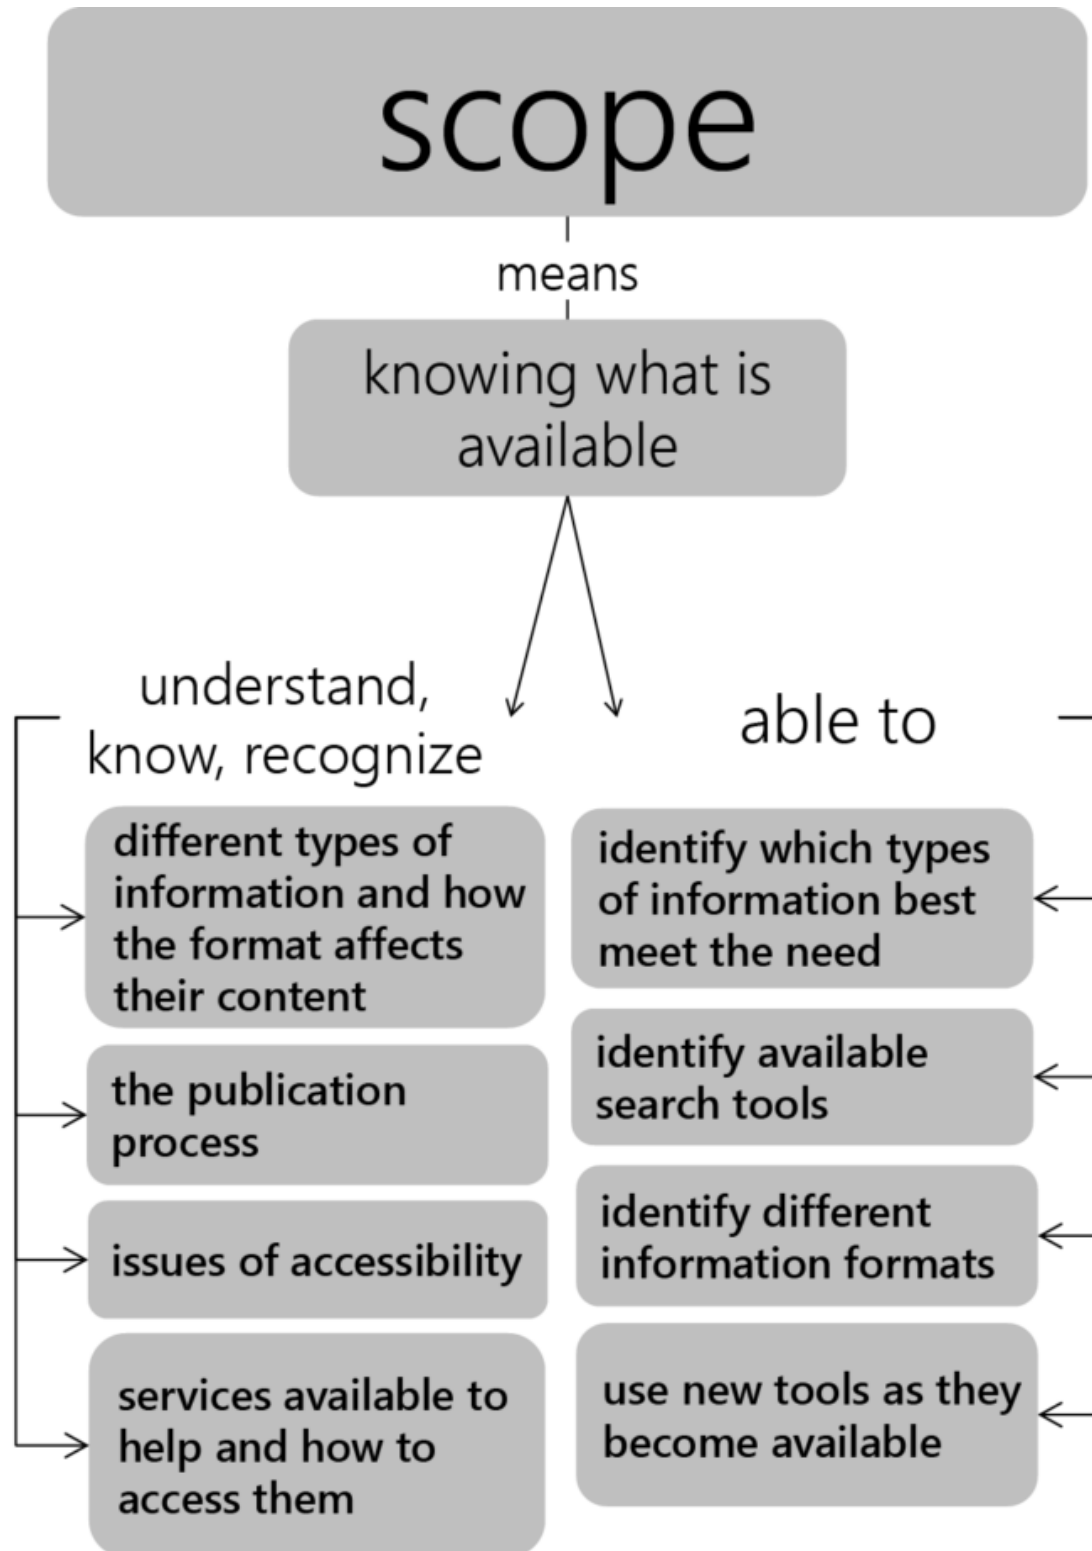 scope
means
knowing what is
available
understand,
know, recognize
different types of
information and how
the format affects
their content
the publication
process
issues of accessibility
services available to
help and how to
access them
able to
identify which types
of information best
meet the need
identify available
search tools
identify different
information formats
use new tools as they
become available